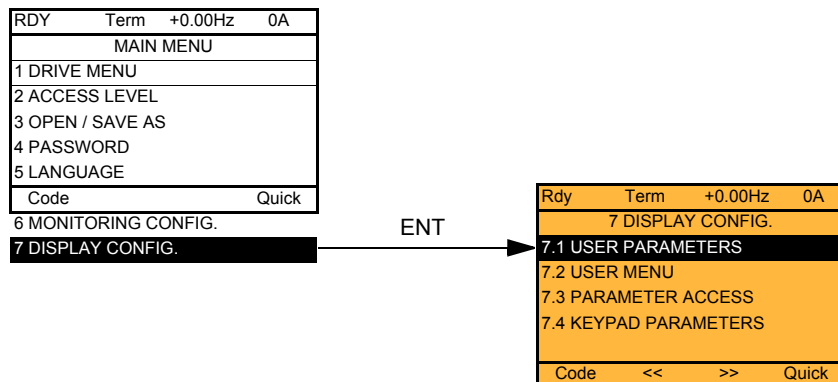 RDY Term +0.00Hz 0A
MAIN MENU
1 DRIVE MENU
2 ACCESS LEVEL
3 OPEN / SAVE AS
4 PASSWORD
5 LANGUAGE
Code Quick
6 MONITORING CONFIG.
7 DISPLAY CONFIG.
ENT
Rdy Term +0.00Hz 0A
7 DISPLAY CONFIG.
7.1 USER PARAMETERS
7.2 USER MENU
7.3 PARAMETER ACCESS
7.4 KEYPAD PARAMETERS
Code << >> Quick